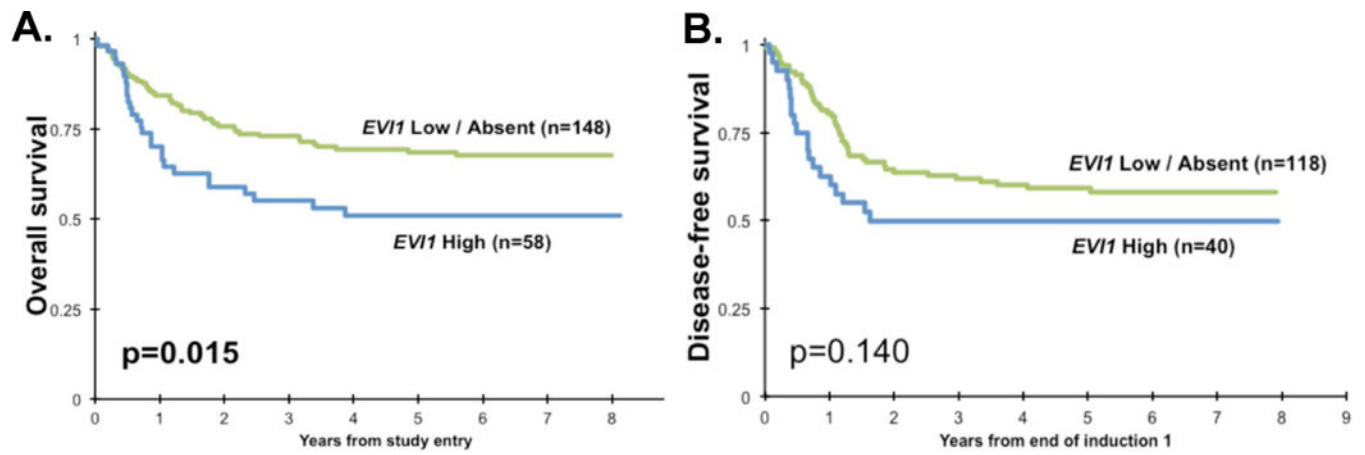 A.
Overall survival
1
0.75
0.5
0.25
0
EVI1 Low / Absent (n=148)
EVI1 High (n=58)
p=0.015
0 1 2 3 4 5 6 7 8
Years from study entry
B.
Disease-free survival
1
0.75
0.5
0.25
0
EVI1 Low / Absent (n=118)
EVI1 High (n=40)
p=0.140
0 1 2 3 4 5 6 7 8 9
Years from end of induction 1